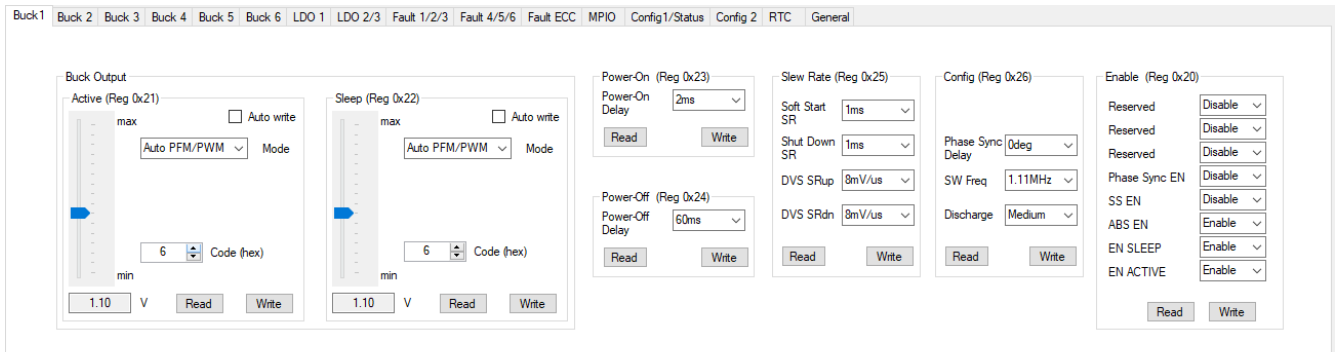 Buck1 Buck 2 Buck 3 Buck 4 Buck 5 Buck 6 LDO 1 LDO 2/3 Fault 1/2/3 Fault 4/5/6 Fault ECC MPIO Config1/Status Config 2 RTC General
Buck Output
Active (Reg 0x21)
max
Auto write
Auto PFM/PWM Mode
6 Code (hex)
min
1.10 V Read Write
Sleep (Reg 0x22)
max
Auto write
Auto PFM/PWM Mode
6 Code (hex)
min
1.10 V Read Write
Power-On (Reg 0x23)
Power-On Delay 2ms
Read Write
Power-Off (Reg 0x24)
Power-Off Delay 60ms
Read Write
Slew Rate (Reg 0x25)
Soft Start SR 1ms
Shut Down SR 1ms
DVS SRup 8mV/us
DVS SRdn 8mV/us
Read Write
Config (Reg 0x26)
Phase Sync Delay 0deg
SW Freq 1.11MHz
Discharge Medium
Read Write
Enable (Reg 0x20)
Reserved Disable
Reserved Disable
Reserved Disable
Phase Sync EN Disable
SS EN Disable
ABS EN Enable
EN SLEEP Enable
EN ACTIVE Enable
Read Write